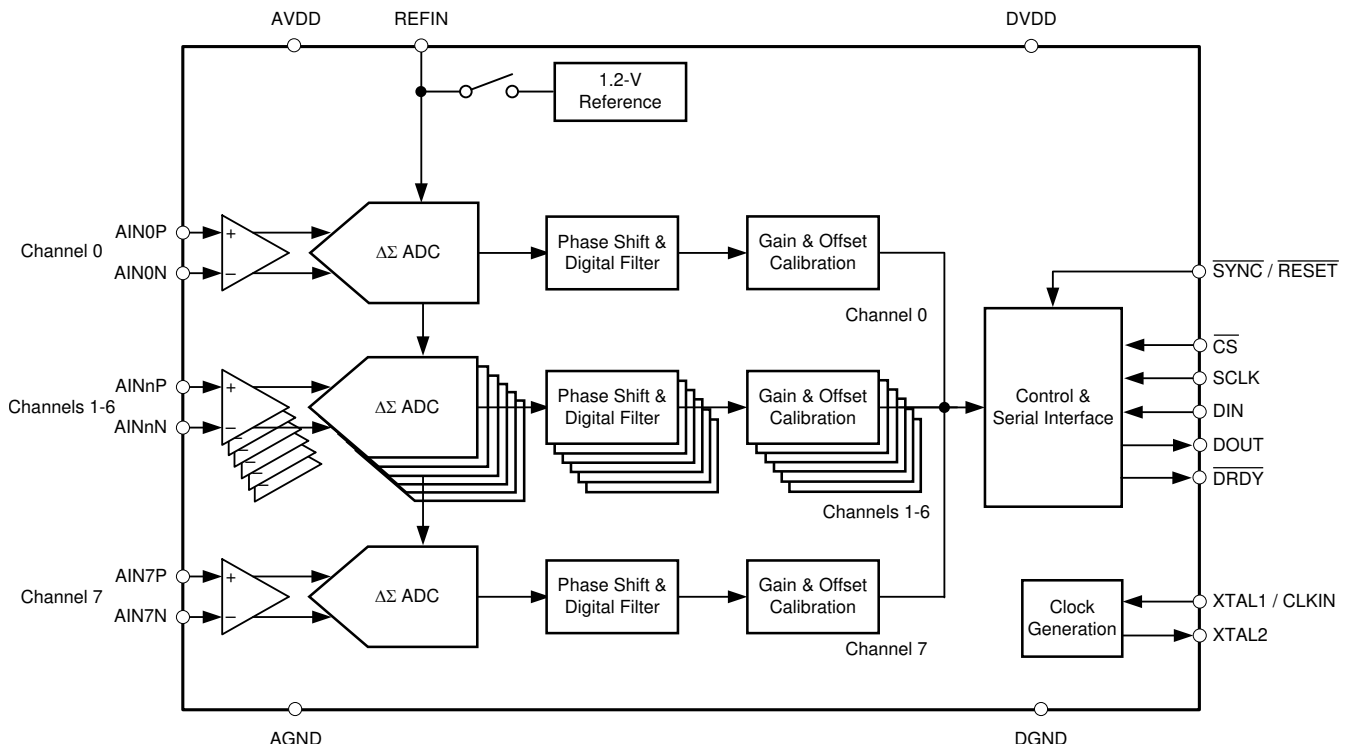 AVDD
REFIN
DVDD
1.2-V
Reference
Channel 0
AIN0P
AIN0N
+
−
ΔΣ ADC
Phase Shift &
Digital Filter
Gain & Offset
Calibration
Channel 0
SYNC / RESET
Channels 1-6
AINnP
AINnN
+
−
−
−
−
−
−
ΔΣ ADC
Phase Shift &
Digital Filter
Gain & Offset
Calibration
Channels 1-6
Control &
Serial Interface
CS
SCLK
DIN
DOUT
DRDY
Channel 7
AIN7P
AIN7N
+
−
ΔΣ ADC
Phase Shift &
Digital Filter
Gain & Offset
Calibration
Channel 7
Clock
Generation
XTAL1 / CLKIN
XTAL2
AGND
DGND